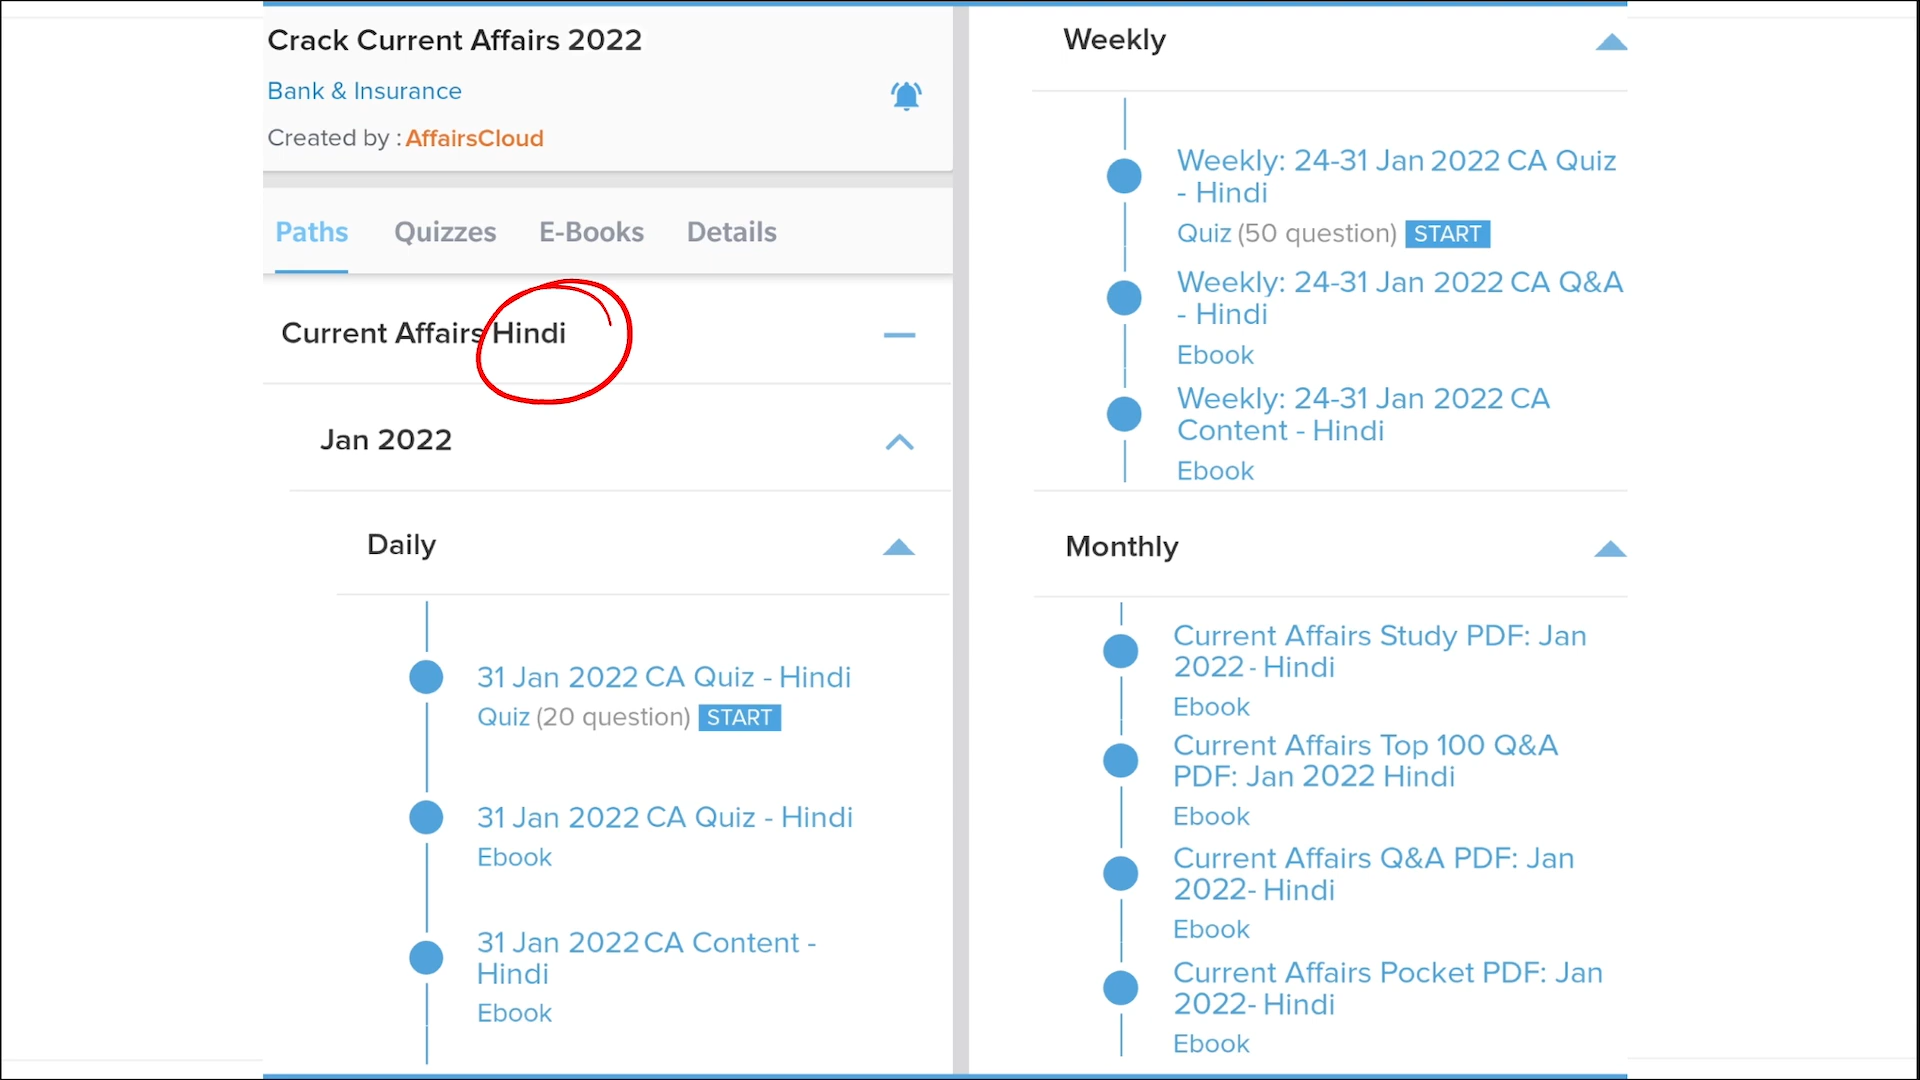 Crack Current Affairs 2022
Bank & Insurance
Created by : AffairsCloud
Paths Quizzes E-Books Details
Current Affairs Hindi
Jan 2022
Daily
31 Jan 2022 CA Quiz - Hindi
Quiz (20 question) START
31 Jan 2022 CA Quiz - Hindi
Ebook
31 Jan 2022 CA Content -
Hindi
Ebook
Weekly
Weekly: 24-31 Jan 2022 CA Quiz
- Hindi
Quiz (50 question) START
Weekly: 24-31 Jan 2022 CA Q&A
- Hindi
Ebook
Weekly: 24-31 Jan 2022 CA
Content - Hindi
Ebook
Monthly
Current Affairs Study PDF: Jan
2022 - Hindi
Ebook
Current Affairs Top 100 Q&A
PDF: Jan 2022 Hindi
Ebook
Current Affairs Q&A PDF: Jan
2022- Hindi
Ebook
Current Affairs Pocket PDF: Jan
2022- Hindi
Ebook